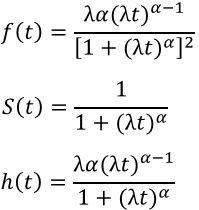 f(t) = λα(λt)^{α−1} / [1 + (λt)^α]^2
S(t) = 1 / 1 + (λt)^α
h(t) = λα(λt)^{α−1} / 1 + (λt)^α